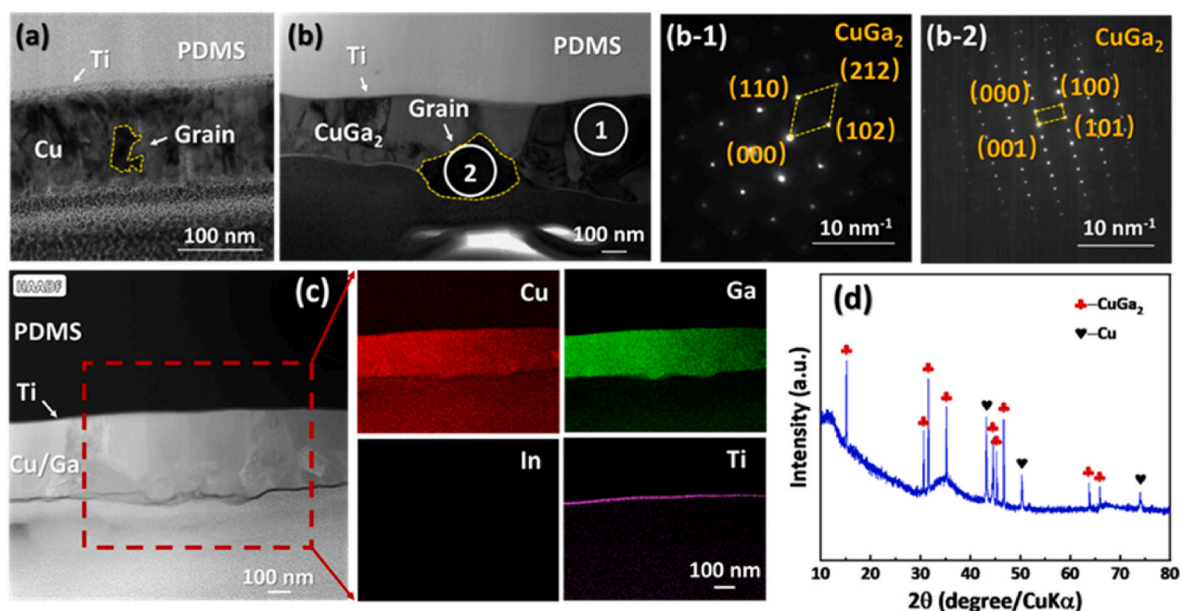 (a)
Ti
PDMS
Cu
Grain
100 nm
(b)
Ti
PDMS
Grain
CuGa₂
1
2
100 nm
(b-1)
CuGa₂
(110)
(212)
(000)
(102)
10 nm⁻¹
(b-2)
CuGa₂
(000)
(100)
(001)
(101)
10 nm⁻¹
HAADF
(c)
PDMS
Ti
Cu/Ga
100 nm
Cu
Ga
In
Ti
100 nm
(d)
♣–CuGa₂
♥–Cu
Intensity (a.u.)
10 20 30 40 50 60 70 80
2θ (degree/CuKα)